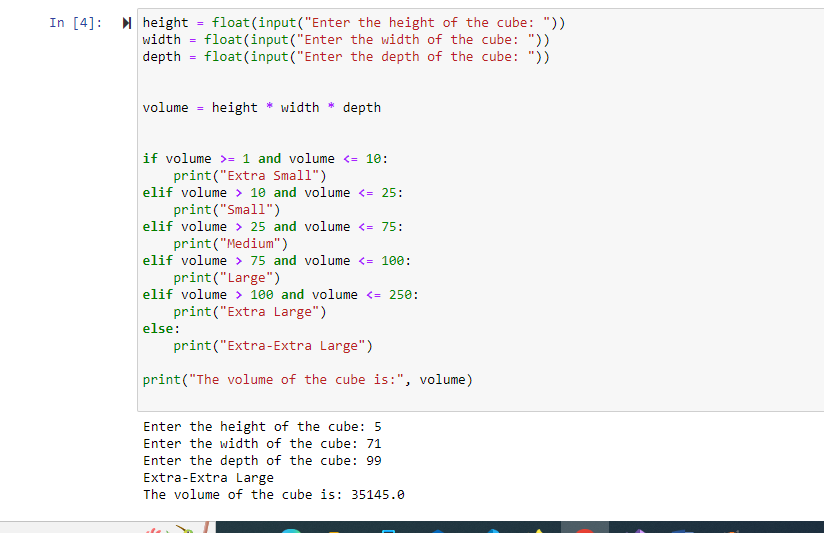 In [4]:
height = float(input("Enter the height of the cube: "))
width = float(input("Enter the width of the cube: "))
depth = float(input("Enter the depth of the cube: "))
volume = height * width * depth
if volume >= 1 and volume <= 10:
    print("Extra Small")
elif volume > 10 and volume <= 25:
    print("Small")
elif volume > 25 and volume <= 75:
    print("Medium")
elif volume > 75 and volume <= 100:
    print("Large")
elif volume > 100 and volume <= 250:
    print("Extra Large")
else:
    print("Extra-Extra Large")
print("The volume of the cube is:", volume)
Enter the height of the cube: 5
Enter the width of the cube: 71
Enter the depth of the cube: 99
Extra-Extra Large
The volume of the cube is: 35145.0